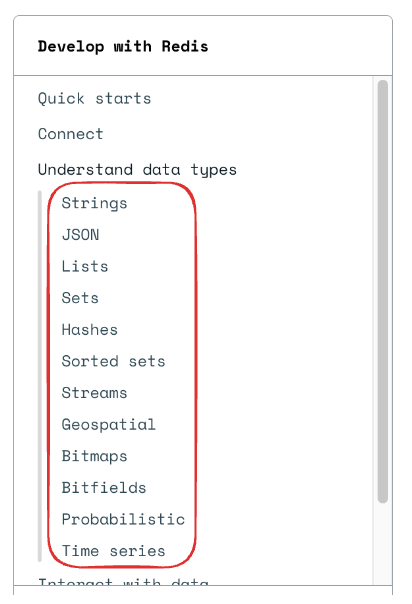 Develop with Redis
Quick starts
Connect
Understand data types
Strings
JSON
Lists
Sets
Hashes
Sorted sets
Streams
Geospatial
Bitmaps
Bitfields
Probabilistic
Time series
Interact with data